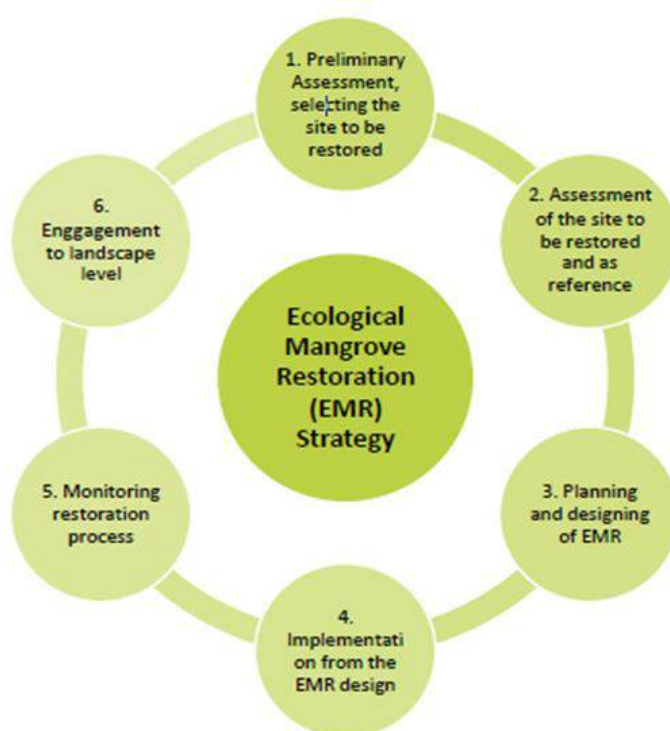 1. Preliminary
Assessment,
selecting the
site to be
restored
2. Assessment
of the site to
be restored
and as
reference
3. Planning
and designing
of EMR
4.
Implementati
on from the
EMR design
5. Monitoring
restoration
process
6.
Enggagement
to landscape
level
Ecological
Mangrove
Restoration
(EMR)
Strategy